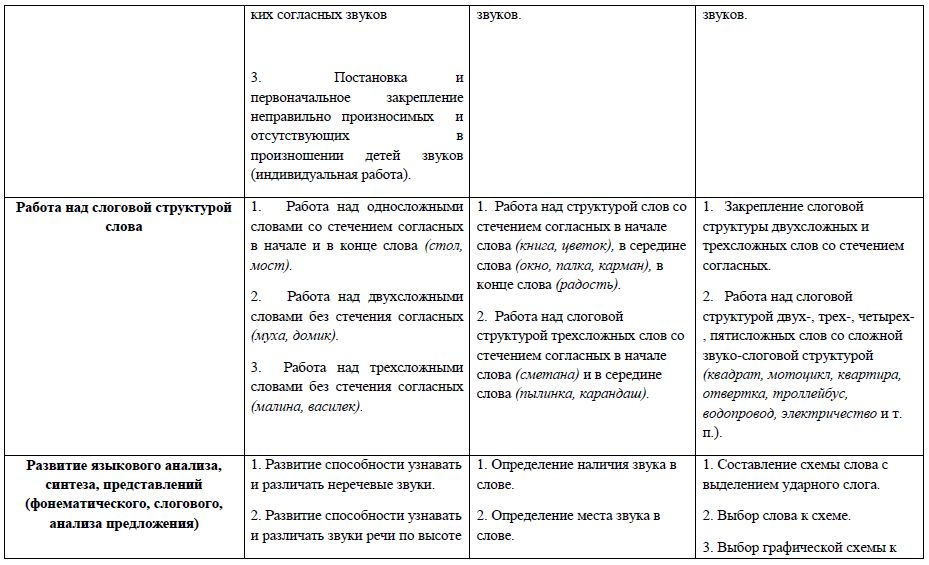 ких согласных звуков
3. Постановка и
первоначальное закрепление
неправильно произносимых и
отсутствующих в
произношении детей звуков
(индивидуальная работа).
звуков.
звуков.
Работа над слоговой структурой
слова
1. Работа над односложными
словами со стечением согласных
в начале и в конце слова (стол,
мост).
2. Работа над двухсложными
словами без стечения согласных
(муха, домик).
3. Работа над трехсложными
словами без стечения согласных
(малина, василек).
1. Работа над структурой слов со
стечением согласных в начале
слова (книга, цветок), в середине
слова (окно, палка, карман), в
конце слова (радость).
2. Работа над слоговой
структурой трехсложных слов со
стечением согласных в начале
слова (сметана) и в середине
слова (пылинка, карандаш).
1. Закрепление слоговой
структуры двухсложных и
трехсложных слов со стечением
согласных.
2. Работа над слоговой
структурой двух-, трех-, четырех-
, пятисложных слов со сложной
звуко-слоговой структурой
(квадрат, мотоцикл, квартира,
отвертка, троллейбус,
водопровод, электричество и т.
п.).
Развитие языкового анализа,
синтеза, представлений
(фонематического, слогового,
анализа предложения)
1. Развитие способности узнавать
и различать неречевые звуки.
2. Развитие способности узнавать
и различать звуки речи по высоте
1. Определение наличия звука в
слове.
2. Определение места звука в
слове.
1. Составление схемы слова с
выделением ударного слога.
2. Выбор слова к схеме.
3. Выбор графической схемы к